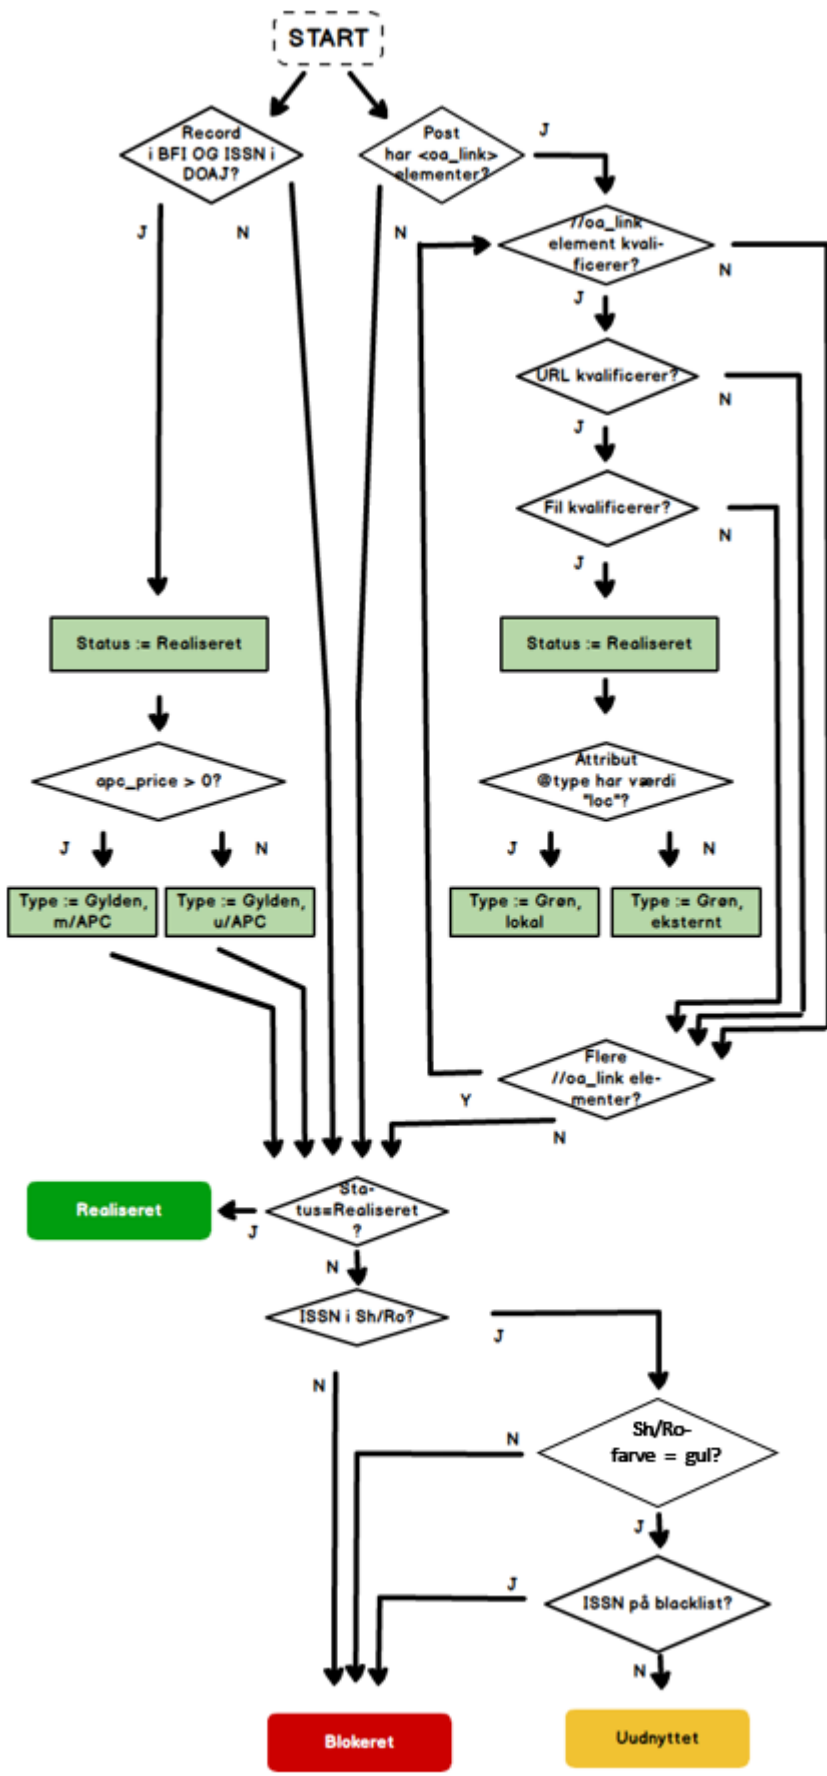 START
Record
i BFI OG ISSN i
DOAJ?
Post
har <oa_link>
elementer?
J
J
N
N
//oa_link
element kvali-
ficerer?
N
J
URL kvalificerer?
N
J
Fil kvalificerer?
N
J
Status := Realiseret
Status := Realiseret
apc_price > 0?
Attribut
@type har værdi
"loc"?
J
N
J
N
Type := Gylden,
m/APC
Type := Gylden,
u/APC
Type := Grøn,
lokal
Type := Grøn,
eksternt
Flere
//oa_link ele-
menter?
Y
N
Sta-
tus=Realiseret
?
Realiseret
J
N
ISSN i Sh/Ro?
J
N
Sh/Ro-
farve = gul?
N
J
ISSN på blacklist?
J
N
Blokeret
Uudnyttet